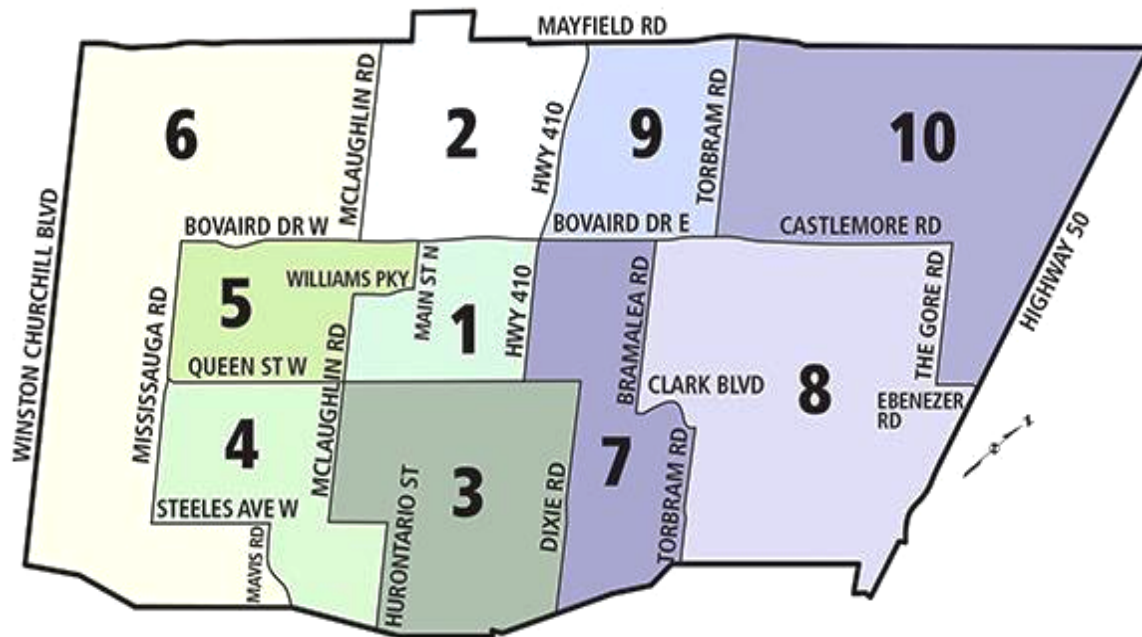 MAYFIELD RD
6
MCLAUGHLIN RD
2
HWY 410
9
TORBRAM RD
10
WINSTON CHURCHILL BLVD
BOVAIRD DR W
BOVAIRD DR E
CASTLEMORE RD
HIGHWAY 50
MISSISSAUGA RD
5
WILLIAMS PKY
MAIN ST N
1
HWY 410
BRAMALEA RD
THE GORE RD
QUEEN ST W
MCLAUGHLIN RD
CLARK BLVD
8
EBENEZER
RD
4
3
7
STEELES AVE W
HURONTARIO ST
DIXIE RD
TORBRAM RD
MAVIS RD